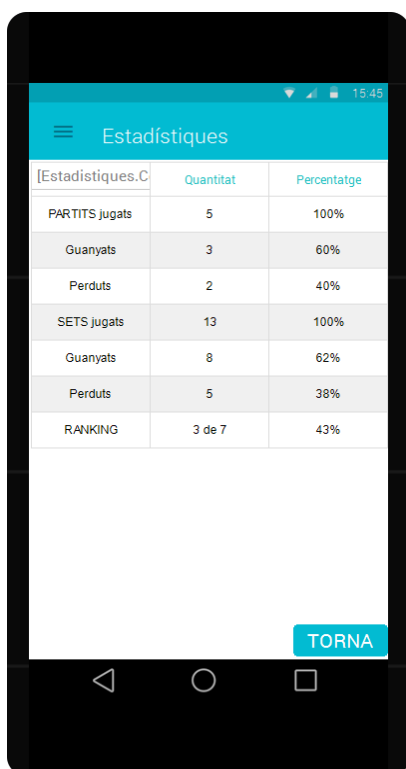 15:45
Estadístiques
[Estadistiques.C Quantitat Percentatge
PARTITS jugats 5 100%
Guanyats 3 60%
Perduts 2 40%
SETS jugats 13 100%
Guanyats 8 62%
Perduts 5 38%
RANKING 3 de 7 43%
TORNA